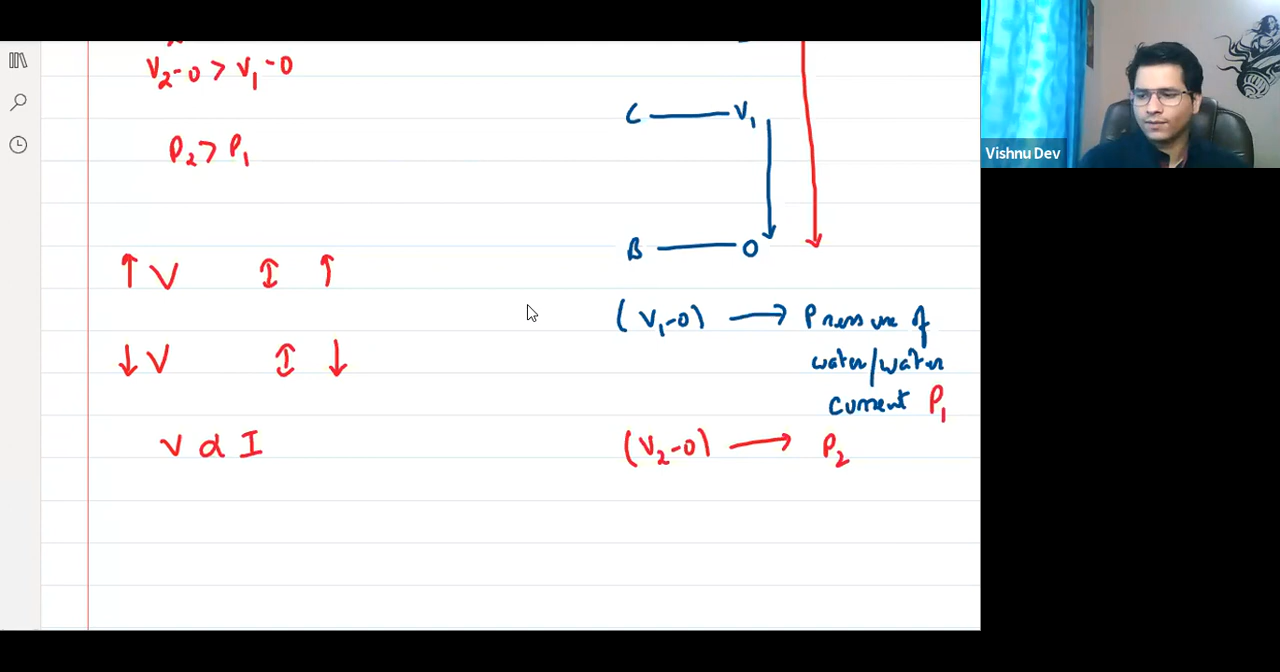 V₂-0 > V₁-0
P₂ > P₁
↑ V I ↑
↓ V I ↓
V α I
C — V₁
B — 0
(V₁-0) → Pressure of
water/water
current P₁
(V₂-0) → P₂
Vishnu Dev